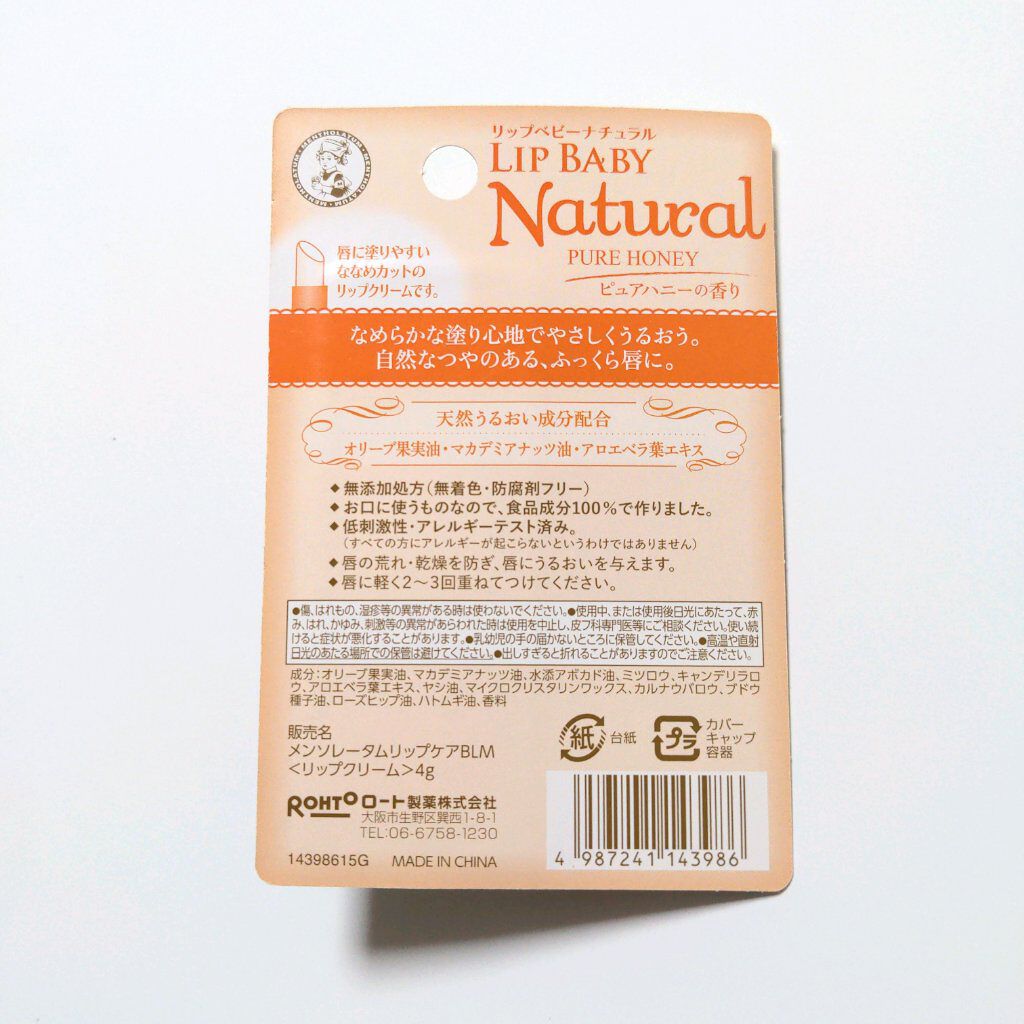 MENTHOLATUM · MENTHOLATUM · MENTHOLATUM
リップベビーナチュラル
LIP BABY
Natural
PURE HONEY
ピュアハニーの香り
唇に塗りやすい
ななめカットの
リップクリームです。
なめらかな塗り心地でやさしくうるおう。
自然なつやのある、ふっくら唇に。
天然うるおい成分配合
オリーブ果実油・マカデミアナッツ油・アロエベラ葉エキス
◆無添加処方(無着色・防腐剤フリー)
◆お口に使うものなので、食品成分100%で作りました。
◆低刺激性・アレルギーテスト済み。
(すべての方にアレルギーが起こらないというわけではありません)
◆唇の荒れ・乾燥を防ぎ、唇にうるおいを与えます。
◆唇に軽く2〜3回重ねてつけてください。
●傷、はれもの、湿疹等の異常がある時は使わないでください。●使用中、または使用後日光にあたって、赤
み、はれ、かゆみ、刺激等の異常があらわれた時は使用を中止し、皮フ科専門医等にご相談ください。使い続
けると症状が悪化することがあります。●乳幼児の手の届かないところに保管してください。●高温や直射
日光のあたる場所での保管は避けてください。●出しすぎると折れることがありますのでご注意ください。
成分:オリーブ果実油、マカデミアナッツ油、水添アボカド油、ミツロウ、キャンデリラロ
ウ、アロエベラ葉エキス、ヤシ油、マイクロクリスタリンワックス、カルナウバロウ、ブドウ
種子油、ローズヒップ油、ハトムギ油、香料
販売名
メンソレータムリップケアBLM
<リップクリーム>4g
紙 台紙
プラ カバー
キャップ
容器
ROHTO ロート製薬株式会社
大阪市生野区巽西1-8-1
TEL:06-6758-1230
14398615G MADE IN CHINA
4 987241 143986